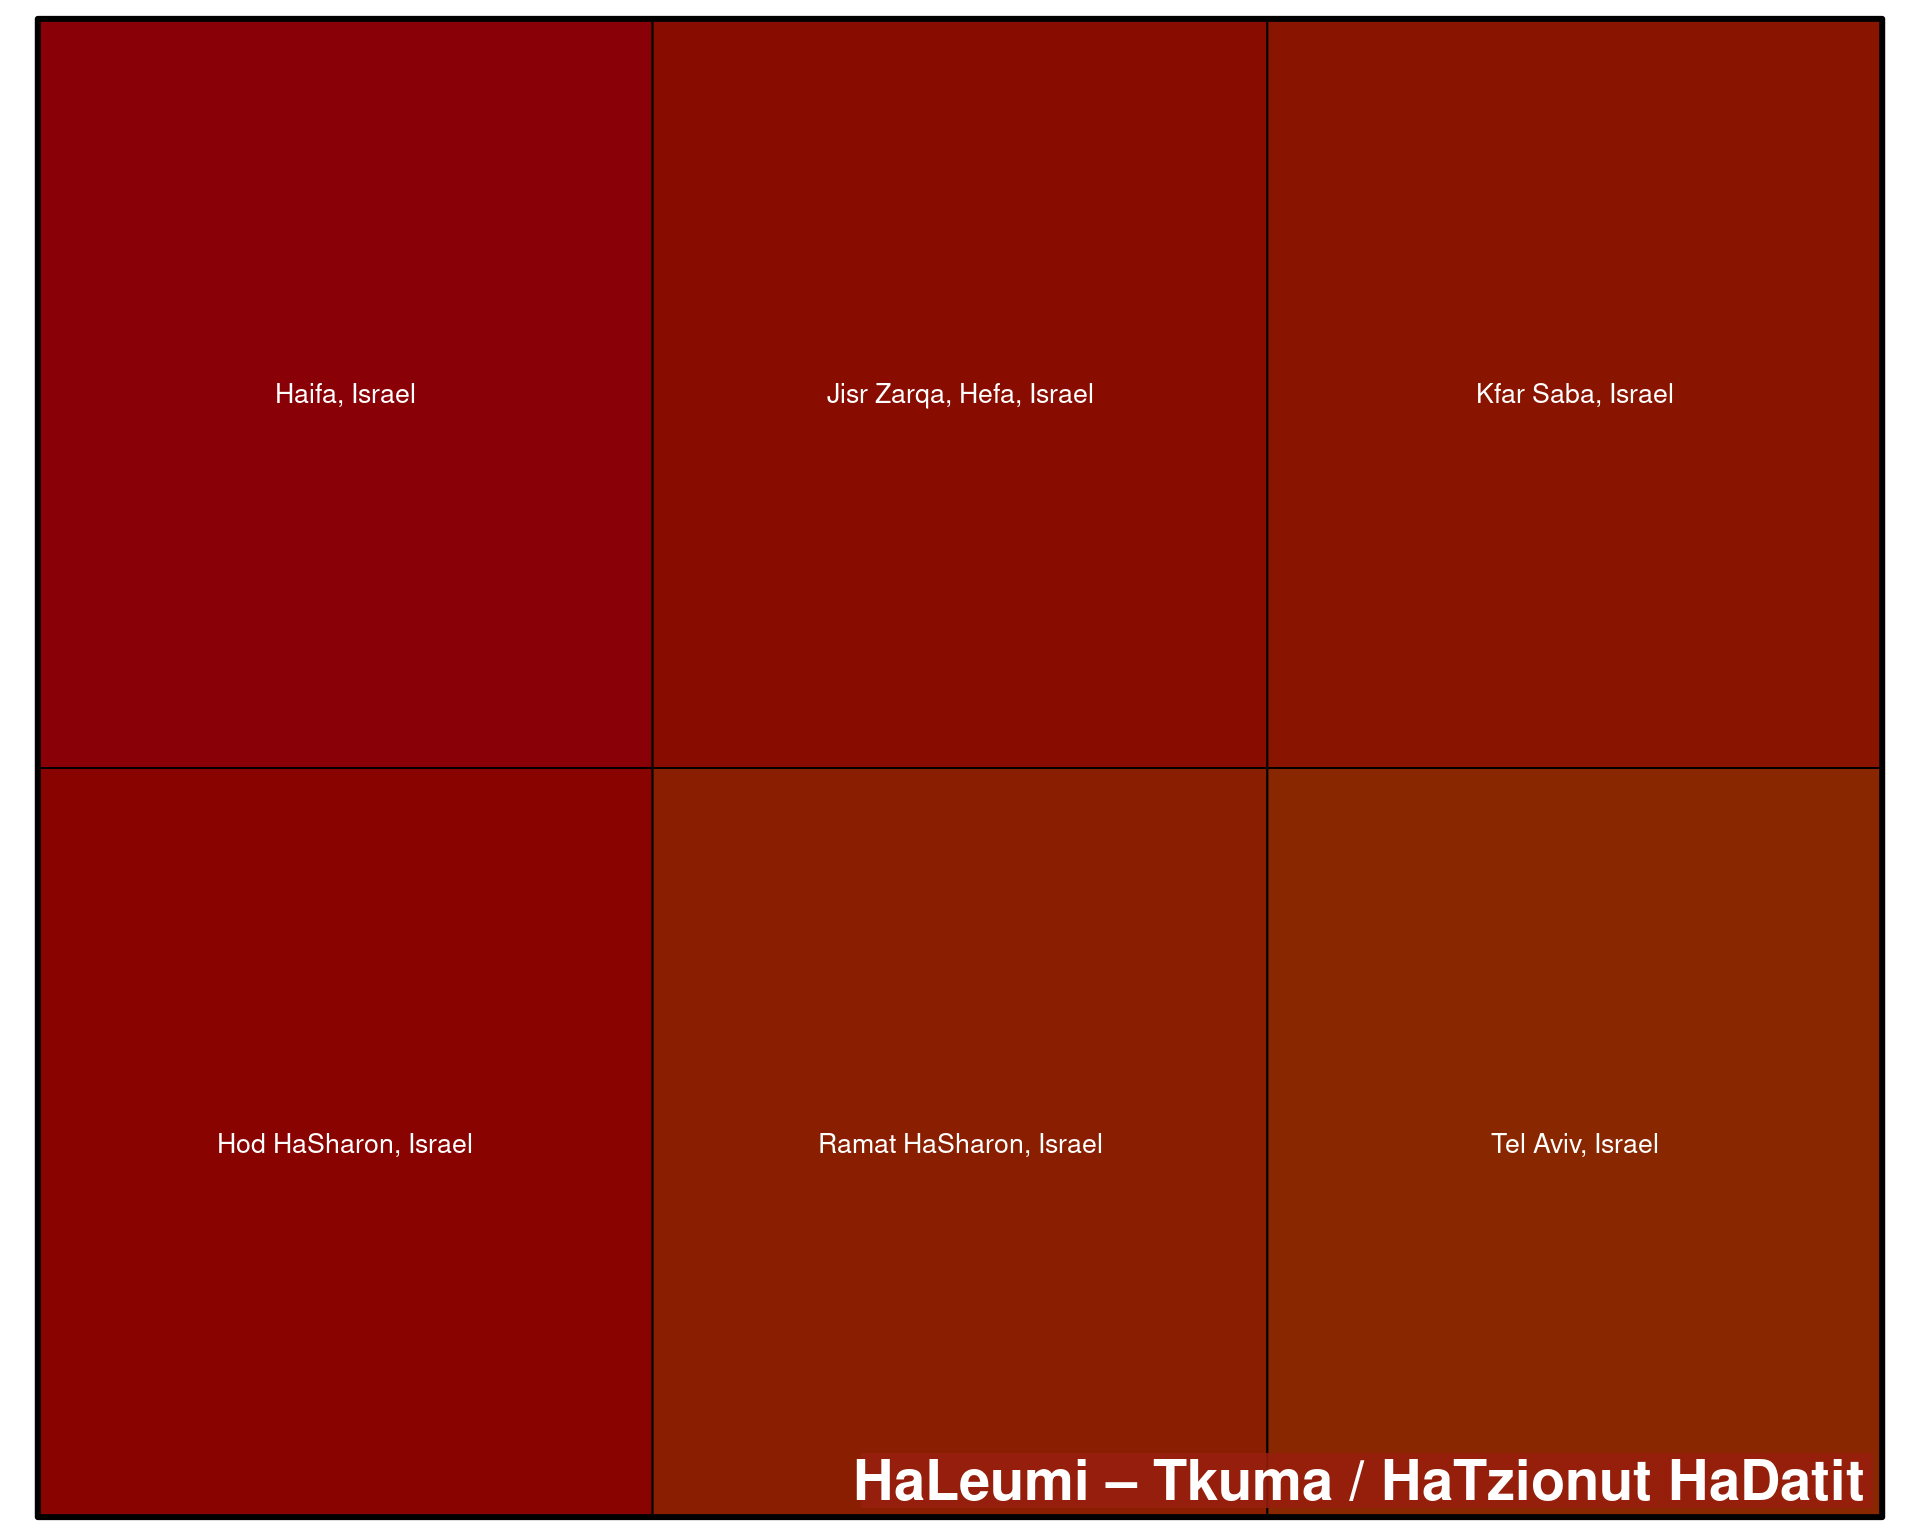 Haifa, Israel
Jisr Zarqa, Hefa, Israel
Kfar Saba, Israel
Hod HaSharon, Israel
Ramat HaSharon, Israel
Tel Aviv, Israel
HaLeumi – Tkuma / HaTzionut HaDatit